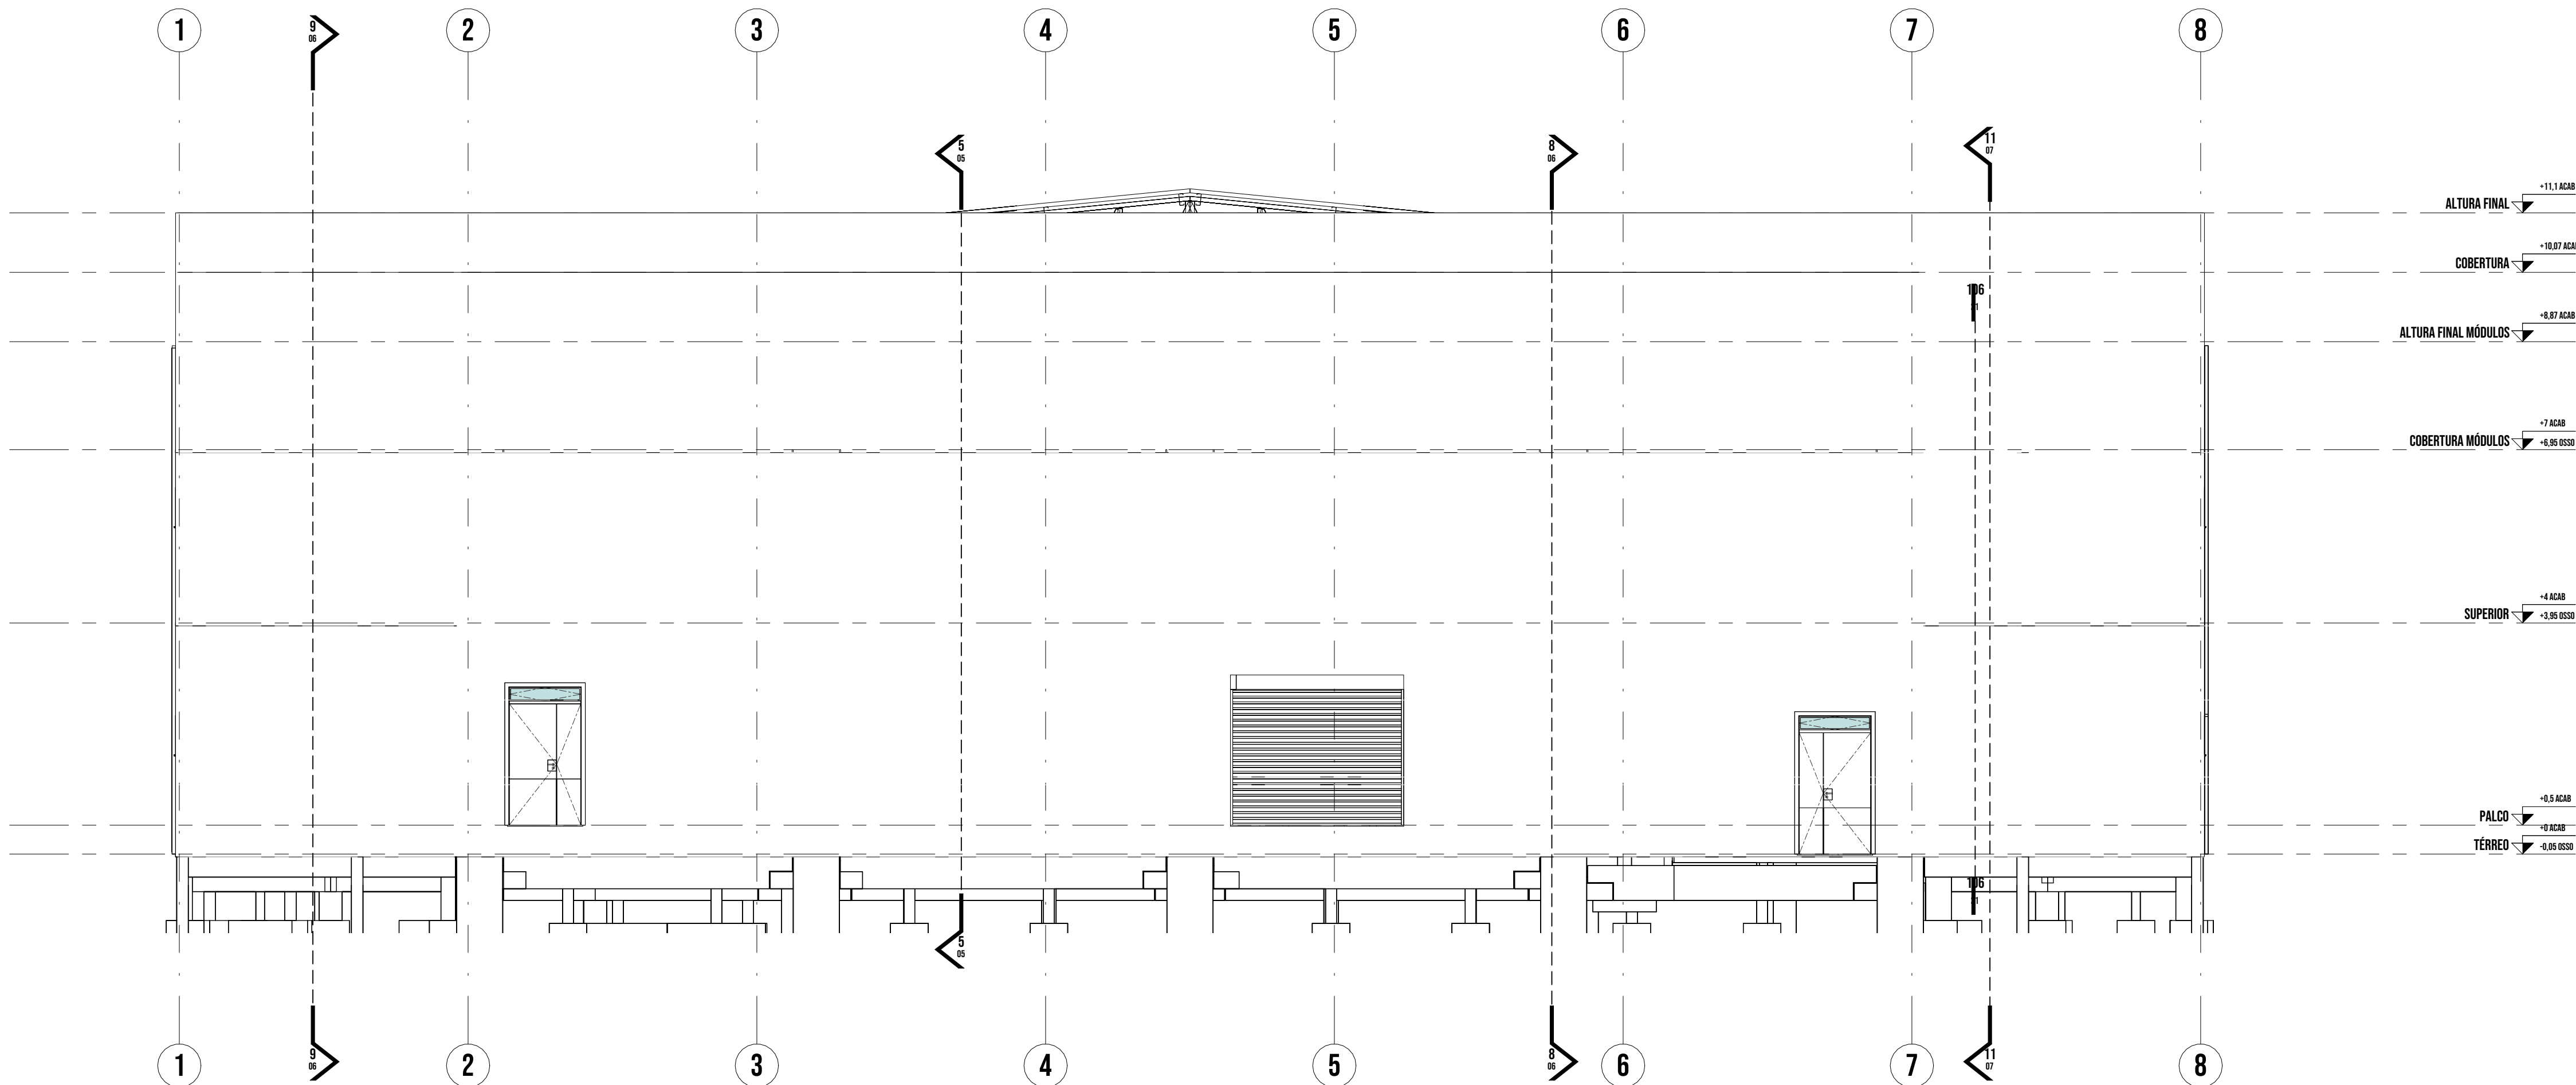 1
9
06
2
3
4
5
6
7
8
5
05
8
06
11
07
+11,1 ACAB
ALTURA FINAL
+10,07 ACAB
COBERTURA
106
+8,87 ACAB
ALTURA FINAL MÓDULOS
+7 ACAB
COBERTURA MÓDULOS
+6,95 OSSO
+4 ACAB
SUPERIOR
+3,95 OSSO
+0,5 ACAB
PALCO
+0 ACAB
TÉRREO
-0,05 OSSO
106
5
05
1
9
06
2
3
4
5
8
06
6
7
11
07
8